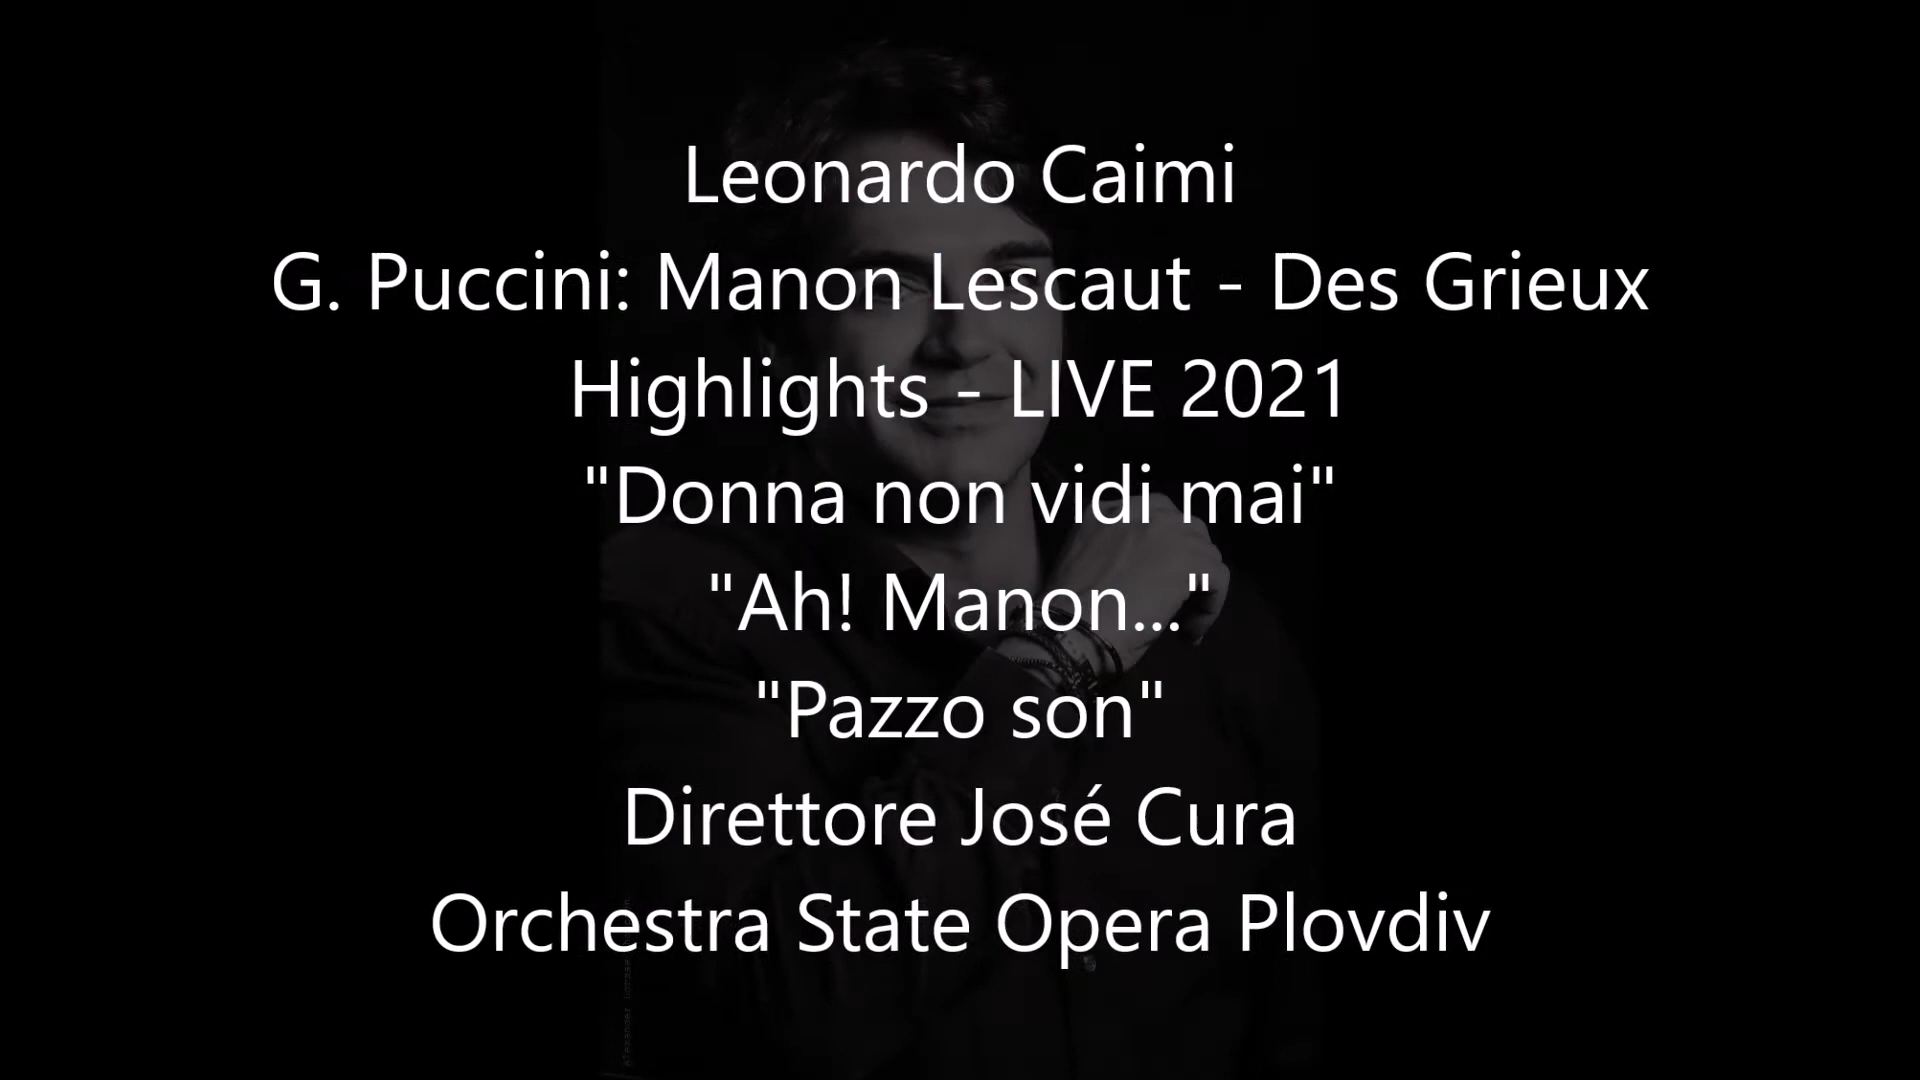 Leonardo Caimi
G. Puccini: Manon Lescaut - Des Grieux
Highlights - LIVE 2021
"Donna non vidi mai"
"Ah! Manon..."
"Pazzo son"
Direttore José Cura
Orchestra State Opera Plovdiv